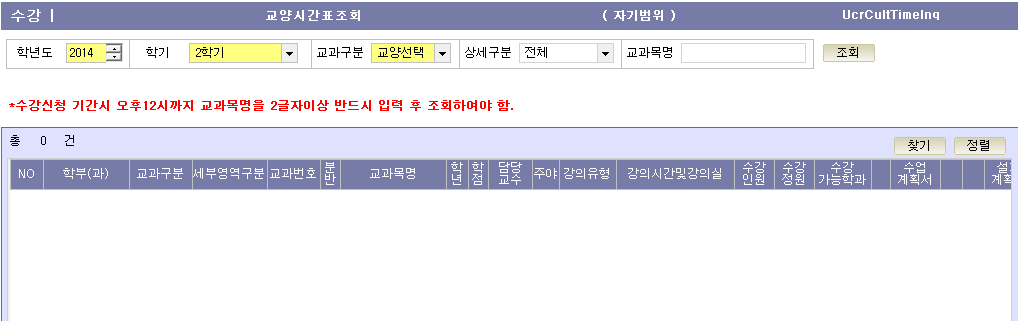 수강 | 교양시간표조회 ( 자기범위 ) UcrCultTimeInq
학년도 2014 학기 2학기 교과구분 교양선택 상세구분 전체 교과목명 조회
*수강신청 기간시 오후12시까지 교과목명을 2글자이상 반드시 입력 후 조회하여야 함.
총 0 건
찾기 정렬
NO 학부(과) 교과구분 세부영역구분 교과번호 분반 교과목명 학년 학점 담당교수 주야 강의유형 강의시간및강의실 수강인원 수강정원 수강가능학과 수업계획서